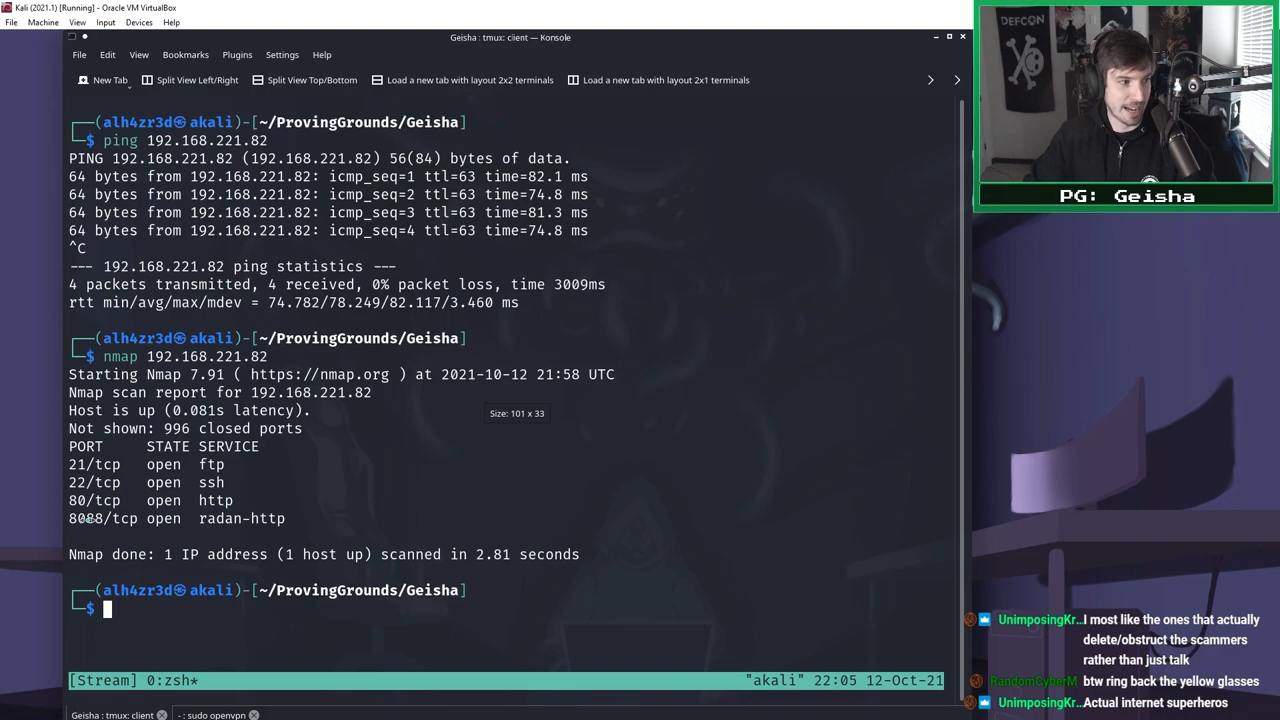 Kali (2021.1) [Running] - Oracle VM VirtualBox
File Machine View Input Devices Help
Geisha : tmux: client — Konsole
File Edit View Bookmarks Plugins Settings Help
New Tab Split View Left/Right Split View Top/Bottom Load a new tab with layout 2x2 terminals Load a new tab with layout 2x1 terminals
DEFCON
PG: Geisha
┌──(alh4zr3d㉿akali)-[~/ProvingGrounds/Geisha]
└─$ ping 192.168.221.82
PING 192.168.221.82 (192.168.221.82) 56(84) bytes of data.
64 bytes from 192.168.221.82: icmp_seq=1 ttl=63 time=82.1 ms
64 bytes from 192.168.221.82: icmp_seq=2 ttl=63 time=74.8 ms
64 bytes from 192.168.221.82: icmp_seq=3 ttl=63 time=81.3 ms
64 bytes from 192.168.221.82: icmp_seq=4 ttl=63 time=74.8 ms
^C
--- 192.168.221.82 ping statistics ---
4 packets transmitted, 4 received, 0% packet loss, time 3009ms
rtt min/avg/max/mdev = 74.782/78.249/82.117/3.460 ms
┌──(alh4zr3d㉿akali)-[~/ProvingGrounds/Geisha]
└─$ nmap 192.168.221.82
Starting Nmap 7.91 ( https://nmap.org ) at 2021-10-12 21:58 UTC
Nmap scan report for 192.168.221.82
Host is up (0.081s latency).
Size: 101 x 33
Not shown: 996 closed ports
PORT STATE SERVICE
21/tcp open ftp
22/tcp open ssh
80/tcp open http
8088/tcp open radan-http
Nmap done: 1 IP address (1 host up) scanned in 2.81 seconds
┌──(alh4zr3d㉿akali)-[~/ProvingGrounds/Geisha]
└─$
[Stream] 0:zsh* "akali" 22:05 12-Oct-21
Geisha : tmux: client - : sudo openvpn
UnimposingKr... I most like the ones that actually
delete/obstruct the scammers
rather than just talk
RandomCyberM btw ring back the yellow glasses
UnimposingKr... Actual internet superheros